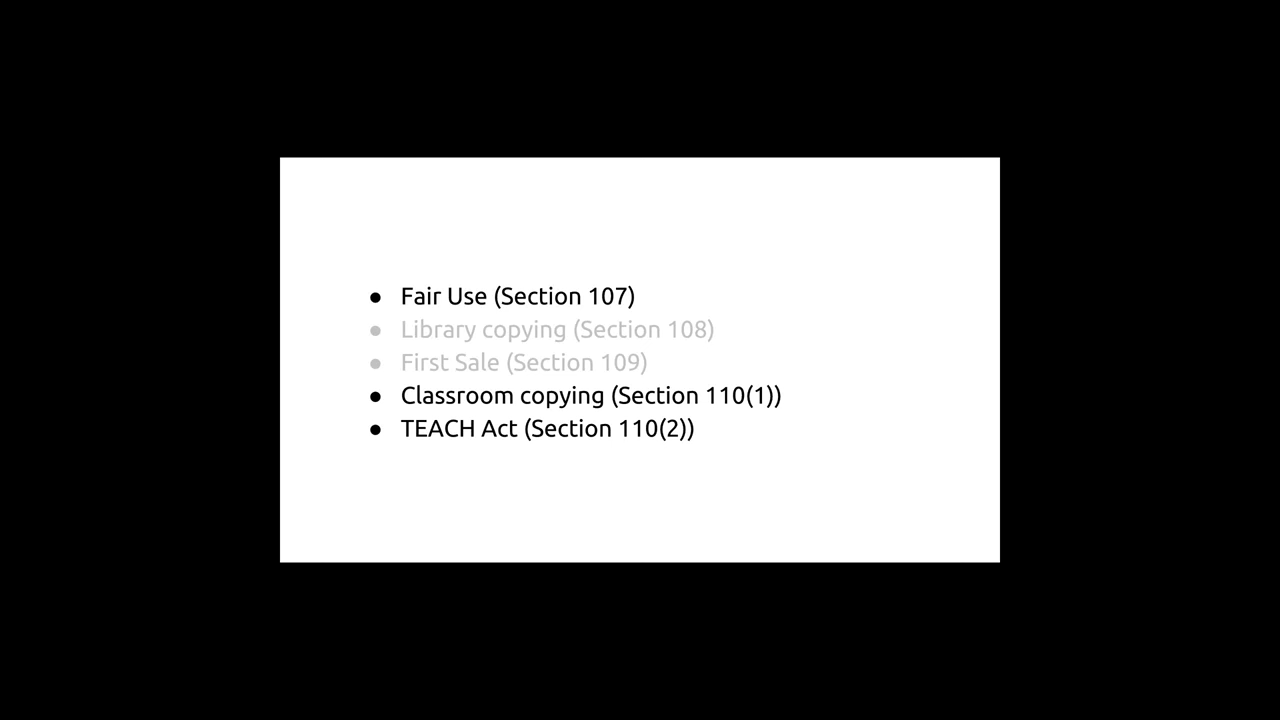 ● Fair Use (Section 107)
● Library copying (Section 108)
● First Sale (Section 109)
● Classroom copying (Section 110(1))
● TEACH Act (Section 110(2))